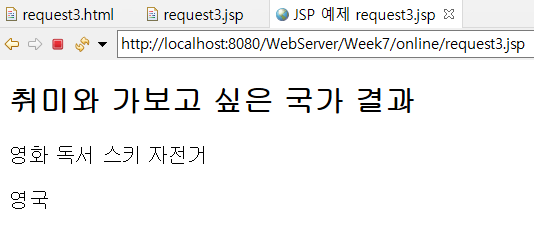 request3.html request3.jsp JSP 예제 request3.jsp
http://localhost:8080/WebServer/Week7/online/request3.jsp
취미와 가보고 싶은 국가 결과
영화 독서 스키 자전거
영국